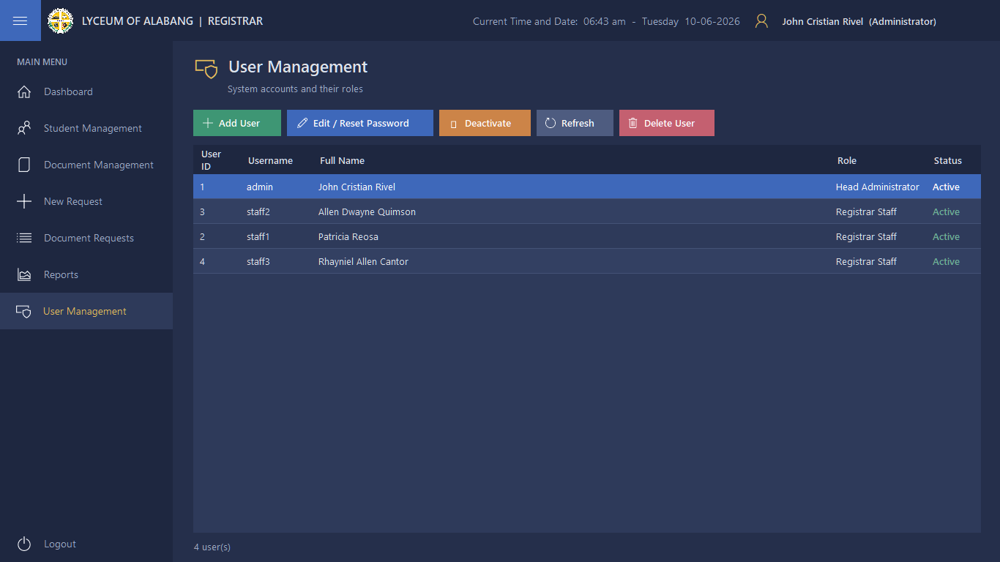 LYCEUM OF ALABANG | REGISTRAR
Current Time and Date: 06:43 am - Tuesday 10-06-2026
John Cristian Rivel (Administrator)
MAIN MENU
Dashboard
Student Management
Document Management
New Request
Document Requests
Reports
User Management
Logout
User Management
System accounts and their roles
Add User
Edit / Reset Password
Deactivate
Refresh
Delete User
User ID Username Full Name Role Status
1 admin John Cristian Rivel Head Administrator Active
3 staff2 Allen Dwayne Quimson Registrar Staff Active
2 staff1 Patricia Reosa Registrar Staff Active
4 staff3 Rhayniel Allen Cantor Registrar Staff Active
4 user(s)